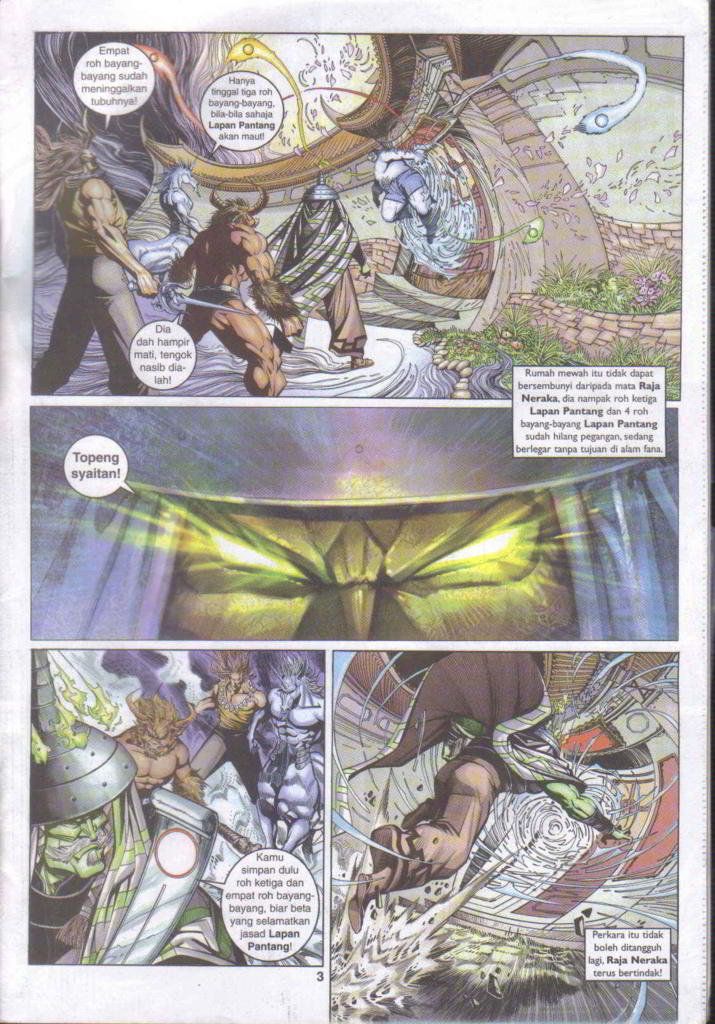 Empat
roh bayang-
bayang sudah
meninggalkan
tubuhnya!
Hanya
tinggal tiga roh
bayang-bayang,
bila-bila sahaja
Lapan Pantang
akan maut!
Dia
dah hampir
mati, tengok
nasib dia-
lah!
Rumah mewah itu tidak dapat
bersembunyi daripada mata Raja
Neraka, dia nampak roh ketiga
Lapan Pantang dan 4 roh
bayang-bayang Lapan Pantang
sudah hilang pegangan, sedang
berlegar tanpa tujuan di alam fana.
Topeng
syaitan!
Kamu
simpan dulu
roh ketiga dan
empat roh bayang-
bayang, biar beta
yang selamatkan
jasad Lapan
Pantang!
Perkara itu tidak
boleh ditangguh
lagi, Raja Neraka
terus bertindak!
3